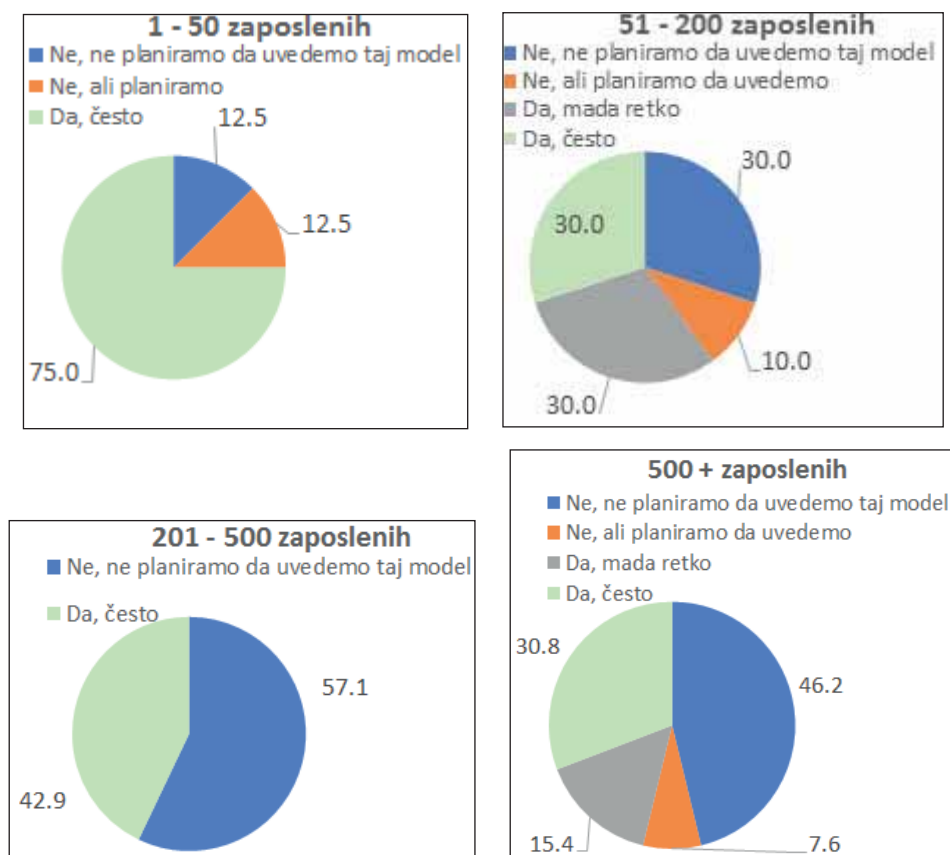 1 - 50 zaposlenih
Ne, ne planiramo da uvedemo taj model
Ne, ali planiramo
Da, često
12.5
12.5
75.0
51 - 200 zaposlenih
Ne, ne planiramo da uvedemo taj model
Ne, ali planiramo da uvedemo
Da, mada retko
Da, često
30.0
30.0
10.0
30.0
201 - 500 zaposlenih
Ne, ne planiramo da uvedemo taj model
Da, često
57.1
42.9
500 + zaposlenih
Ne, ne planiramo da uvedemo taj model
Ne, ali planiramo da uvedemo
Da, mada retko
Da, često
30.8
46.2
15.4
7.6